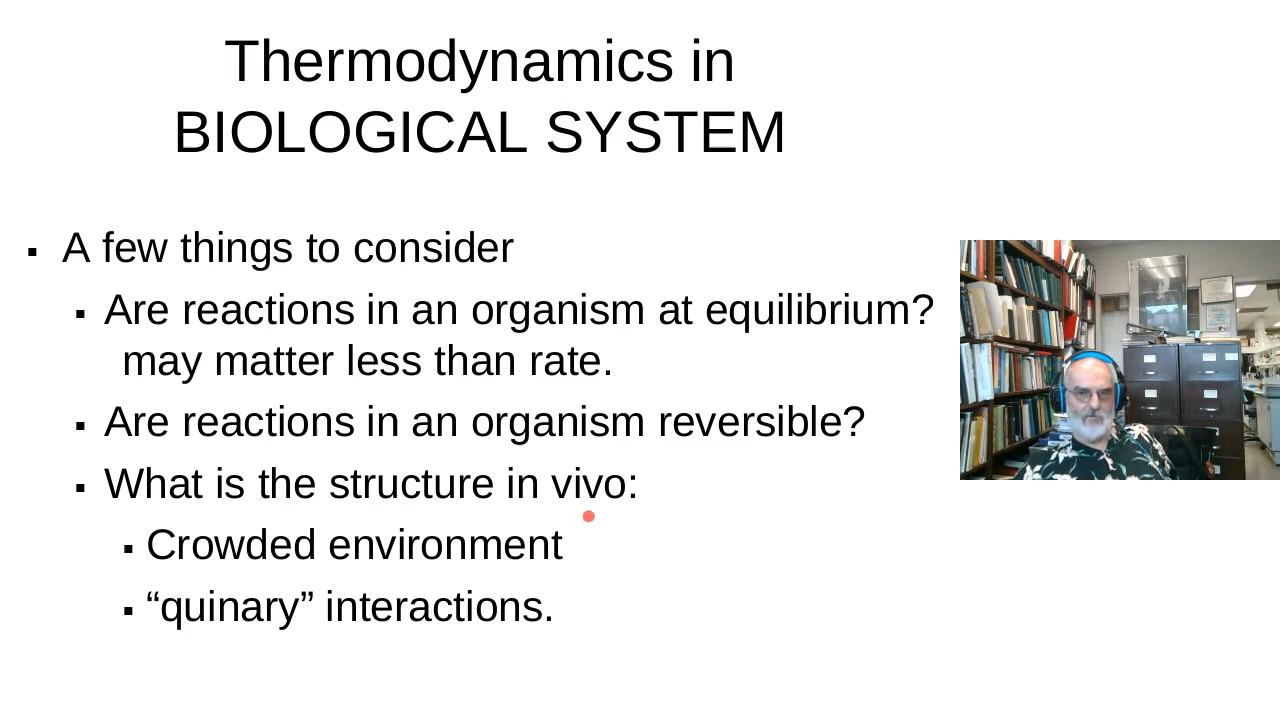 Thermodynamics in
BIOLOGICAL SYSTEM
▪ A few things to consider
▪ Are reactions in an organism at equilibrium?
may matter less than rate.
▪ Are reactions in an organism reversible?
▪ What is the structure in vivo:
▪ Crowded environment
▪ “quinary” interactions.